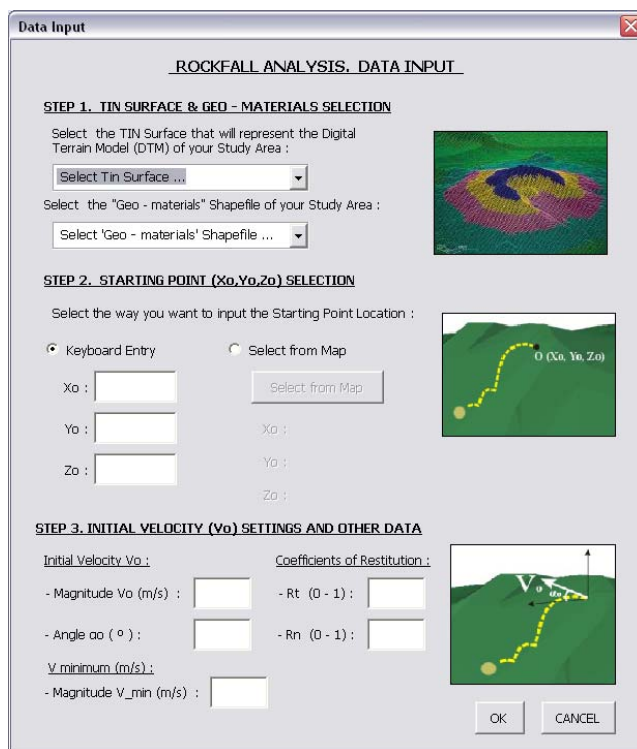 Data Input
ROCKFALL ANALYSIS. DATA INPUT
STEP 1. TIN SURFACE & GEO - MATERIALS SELECTION
Select the TIN Surface that will represent the Digital
Terrain Model (DTM) of your Study Area :
Select Tin Surface ...
Select the "Geo - materials" Shapefile of your Study Area :
Select 'Geo - materials' Shapefile ...
STEP 2. STARTING POINT (Xo,Yo,Zo) SELECTION
Select the way you want to input the Starting Point Location :
Keyboard Entry
Select from Map
Xo :
Yo :
Zo :
Select from Map
Xo :
Yo :
Zo :
O (Xo, Yo, Zo)
STEP 3. INITIAL VELOCITY (Vo) SETTINGS AND OTHER DATA
Initial Velocity Vo :
- Magnitude Vo (m/s) :
- Angle αo ( º ) :
V minimum (m/s) :
- Magnitude V_min (m/s) :
Coefficients of Restitution :
- Rt (0 - 1) :
- Rn (0 - 1) :
Vo
αo
OK
CANCEL